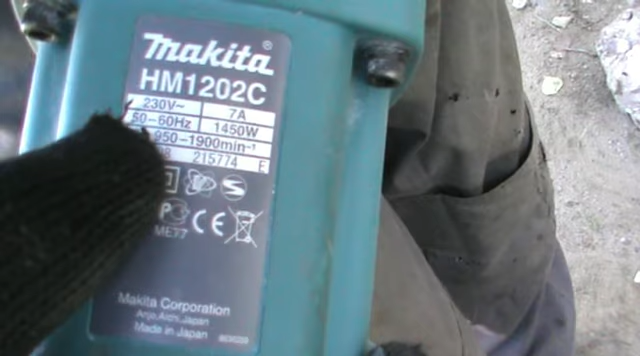 Makita®
HM1202C
230V~ 7A
50-60Hz 1450W
950-1900min⁻¹
215774 E
CE
ME77
Makita Corporation
Anjo, Aichi, Japan
Made in Japan